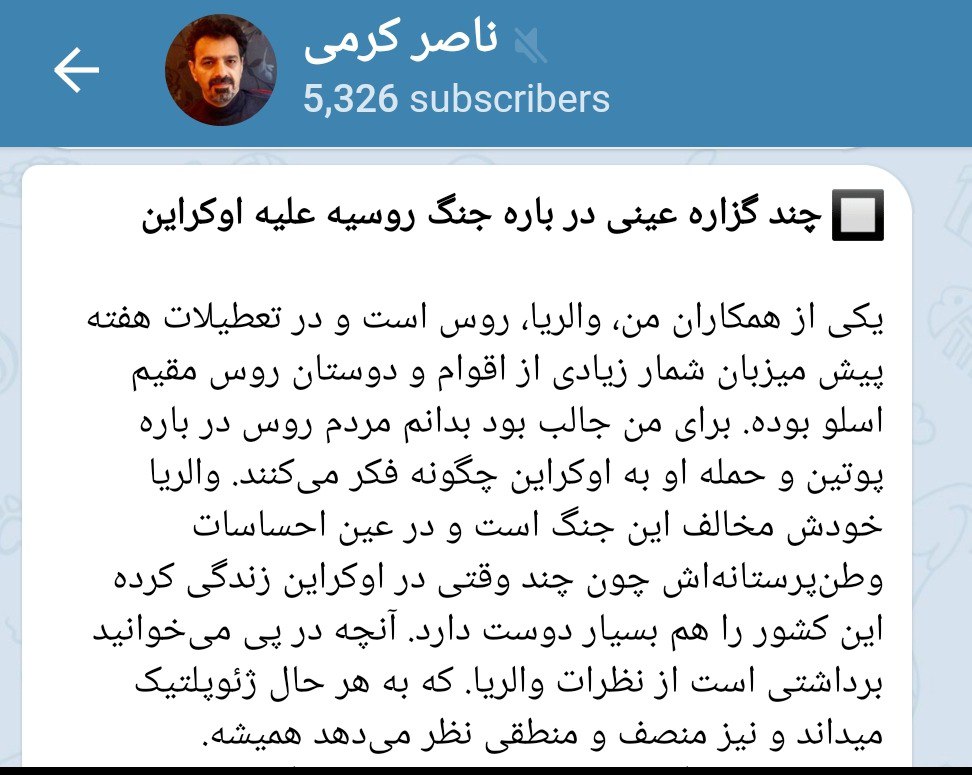 ناصر کرمی
5,326 subscribers
چند گزاره عینی در باره جنگ روسیه علیه اوکراین
یکی از همکاران من، والریا، روس است و در تعطیلات هفته
پیش میزبان شمار زیادی از اقوام و دوستان روس مقیم
اسلو بوده. برای من جالب بود بدانم مردم روس در باره
پوتین و حمله او به اوکراین چگونه فکر می‌کنند. والریا
خودش مخالف این جنگ است و در عین احساسات
وطن‌پرستانه‌اش چون چند وقتی در اوکراین زندگی کرده
این کشور را هم بسیار دوست دارد. آنچه در پی می‌خوانید
برداشتی است از نظرات والریا. که به هر حال ژئوپلتیک
میداند و نیز منصف و منطقی نظر می‌دهد همیشه.